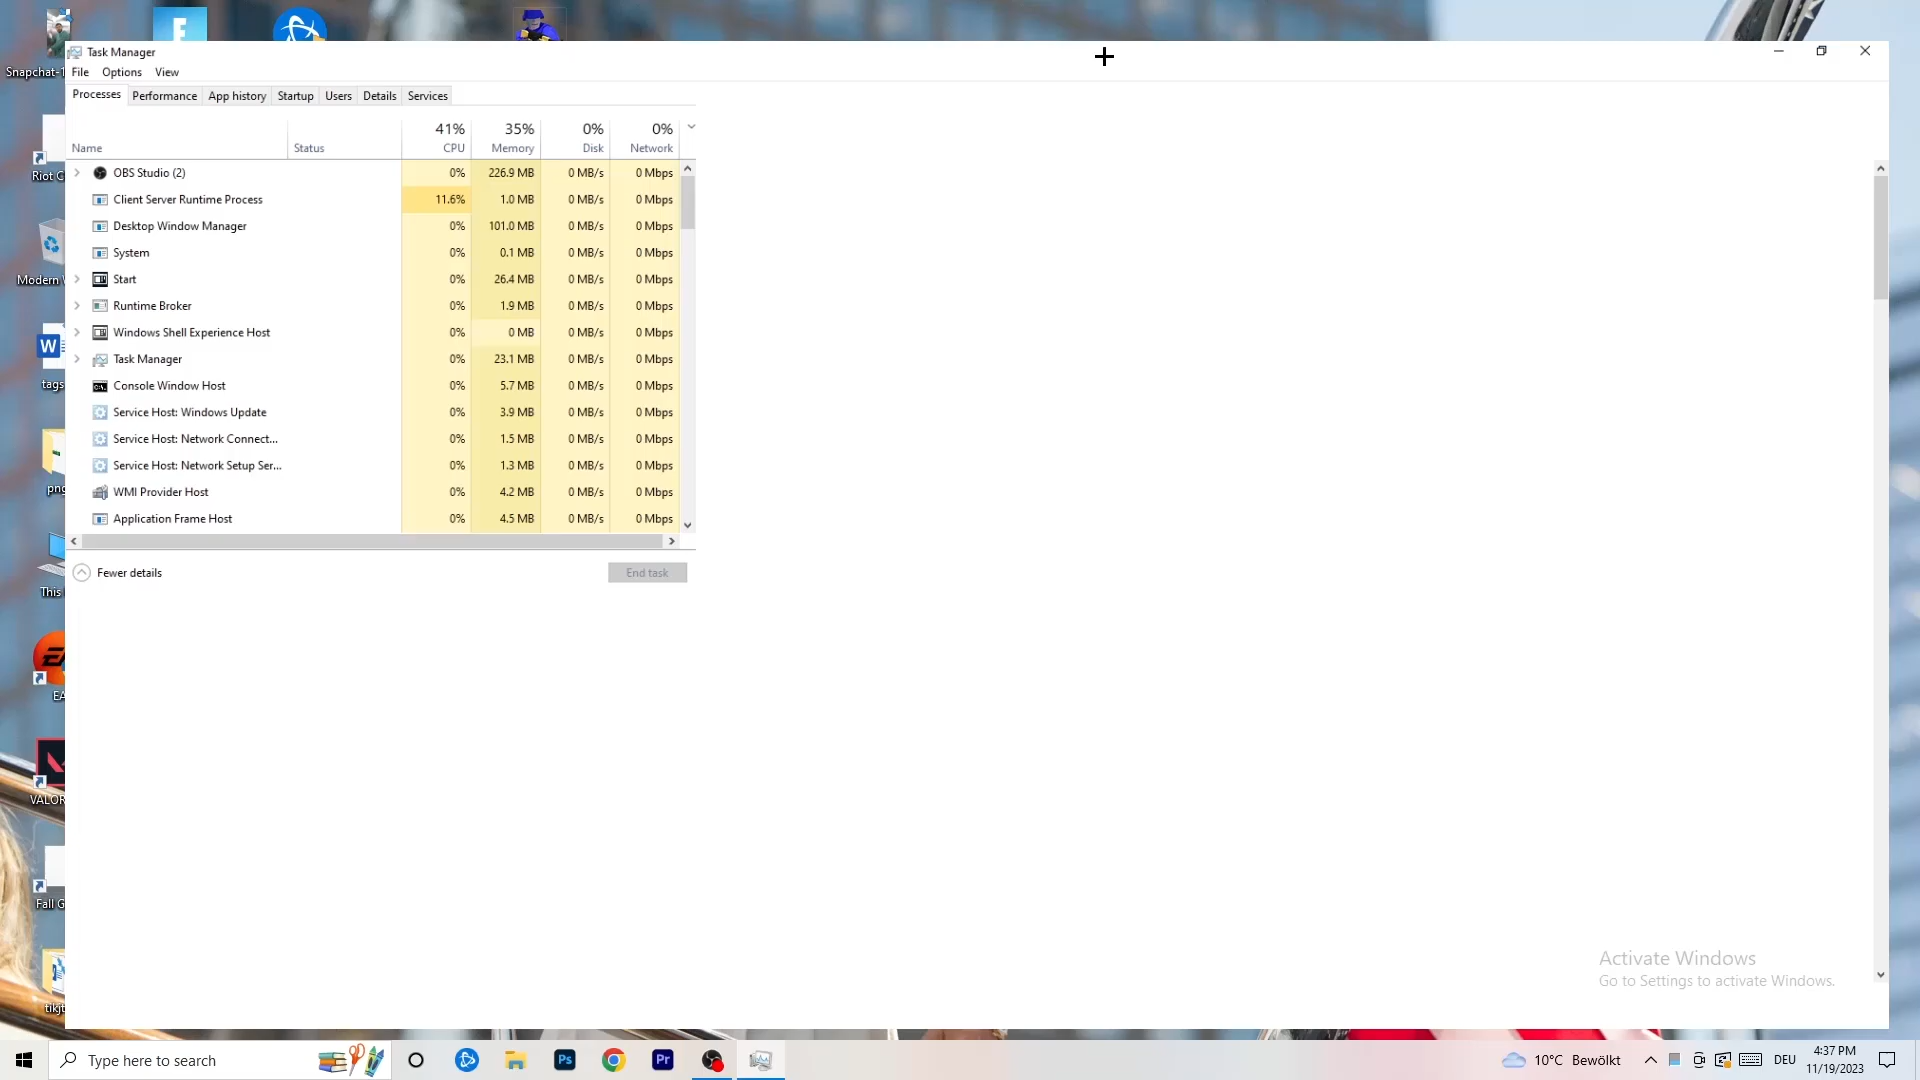 Snapchat-1
Task Manager
File Options View
Processes Performance App history Startup Users Details Services
41% 35% 0% 0%
Name Status CPU Memory Disk Network
OBS Studio (2) 0% 226.9 MB 0 MB/s 0 Mbps
Client Server Runtime Process 11.6% 1.0 MB 0 MB/s 0 Mbps
Desktop Window Manager 0% 101.0 MB 0 MB/s 0 Mbps
System 0% 0.1 MB 0 MB/s 0 Mbps
Start 0% 26.4 MB 0 MB/s 0 Mbps
Runtime Broker 0% 1.9 MB 0 MB/s 0 Mbps
Windows Shell Experience Host 0% 0 MB 0 MB/s 0 Mbps
Task Manager 0% 23.1 MB 0 MB/s 0 Mbps
Console Window Host 0% 5.7 MB 0 MB/s 0 Mbps
Service Host: Windows Update 0% 3.9 MB 0 MB/s 0 Mbps
Service Host: Network Connect... 0% 1.5 MB 0 MB/s 0 Mbps
Service Host: Network Setup Ser... 0% 1.3 MB 0 MB/s 0 Mbps
WMI Provider Host 0% 4.2 MB 0 MB/s 0 Mbps
Application Frame Host 0% 4.5 MB 0 MB/s 0 Mbps
Fewer details End task
Riot C
Modern
tags
png
This
EA
VALOR
Fall G
tikjt
Activate Windows
Go to Settings to activate Windows.
Type here to search
Ps
Pr
10°C Bewölkt
DEU
4:37 PM
11/19/2023